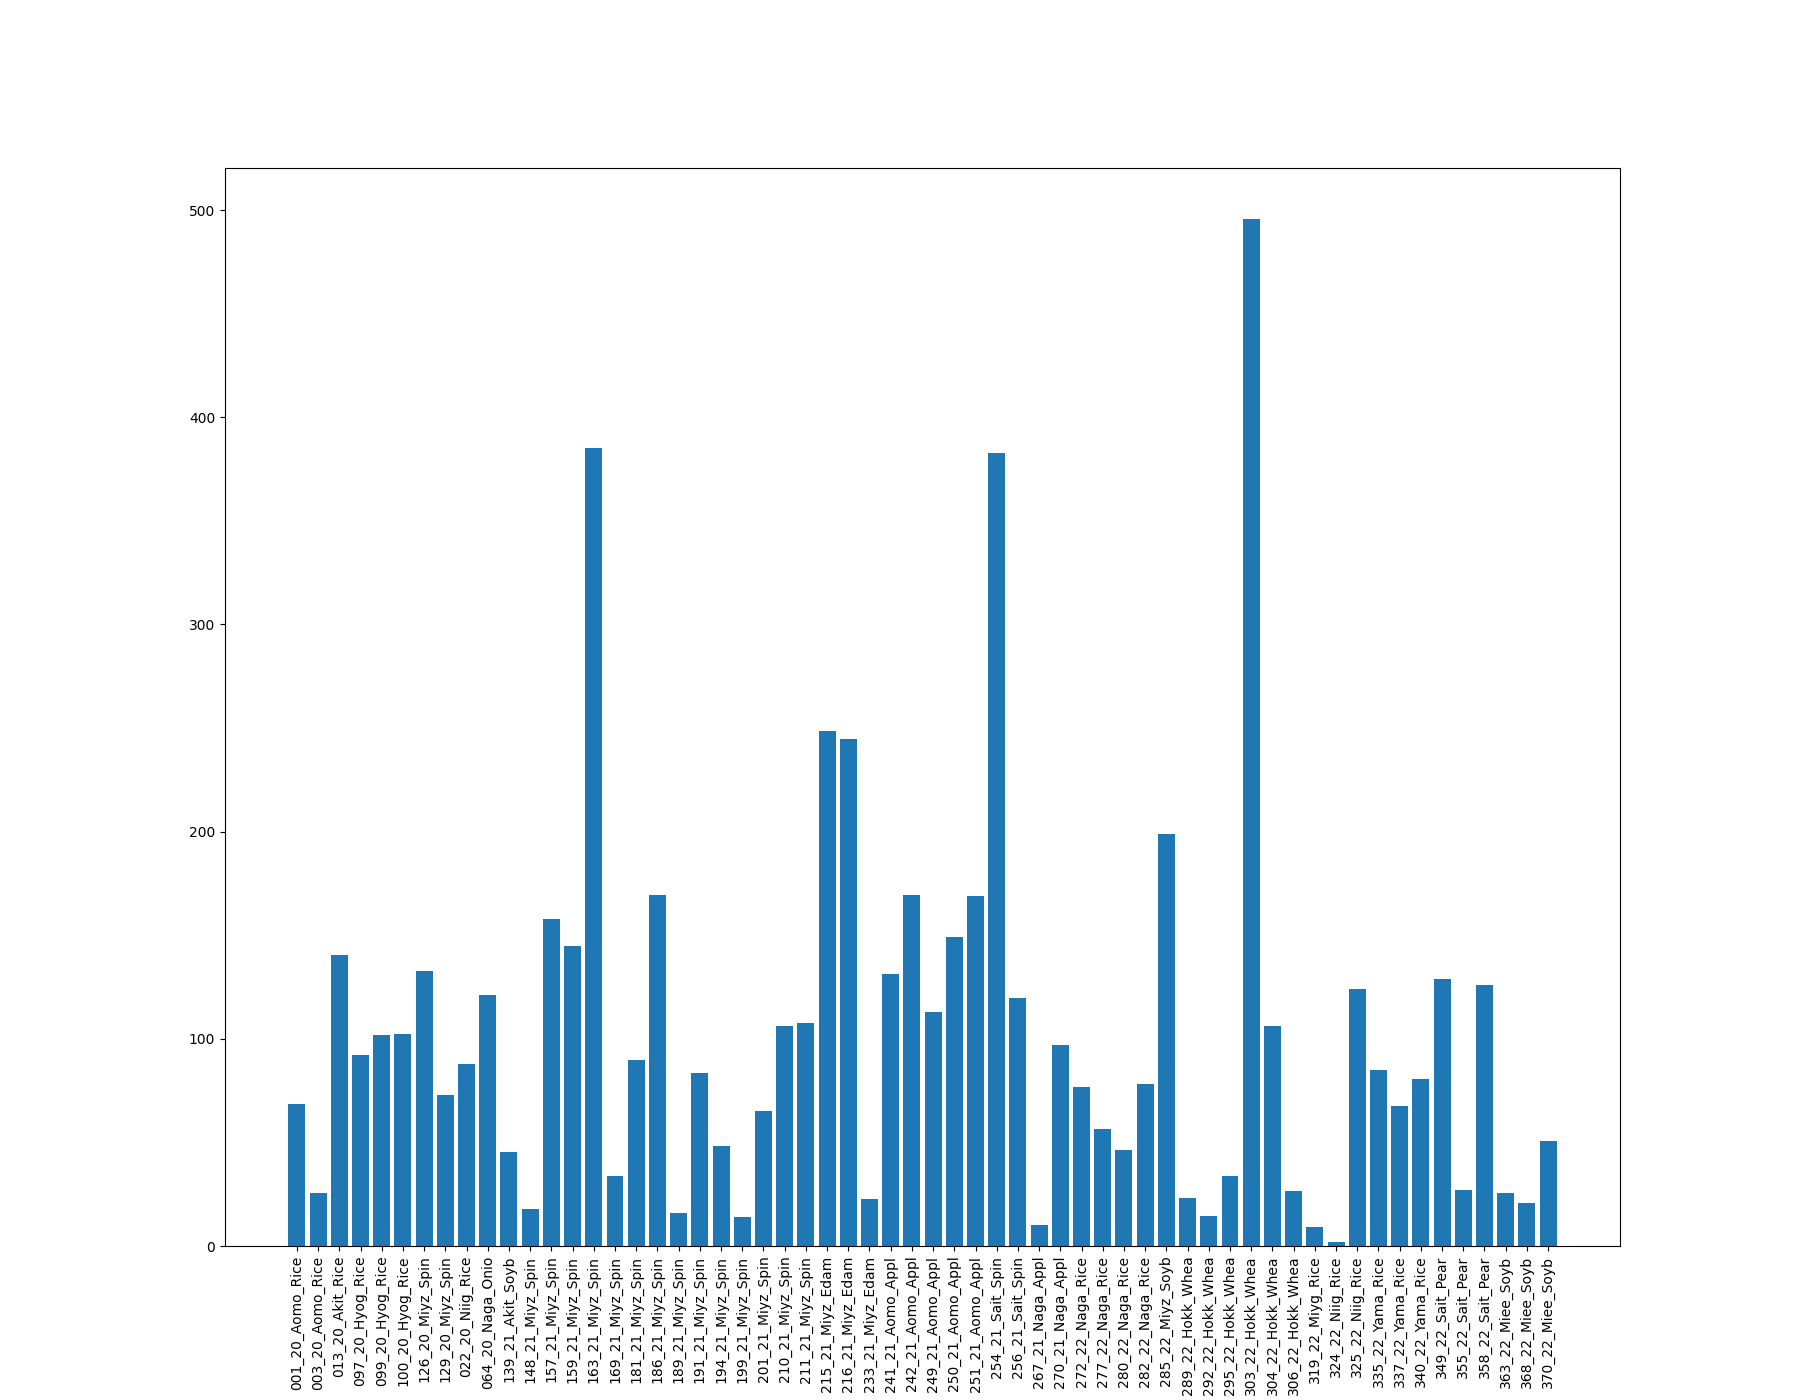 500
400
300
200
100
0
001_20_Aomo_Rice
003_20_Aomo_Rice
013_20_Akit_Rice
097_20_Hyog_Rice
099_20_Hyog_Rice
100_20_Hyog_Rice
126_20_Miyz_Spin
129_20_Miyz_Spin
022_20_Niig_Rice
064_20_Naga_Onio
139_21_Akit_Soyb
148_21_Miyz_Spin
157_21_Miyz_Spin
159_21_Miyz_Spin
163_21_Miyz_Spin
169_21_Miyz_Spin
181_21_Miyz_Spin
186_21_Miyz_Spin
189_21_Miyz_Spin
191_21_Miyz_Spin
194_21_Miyz_Spin
199_21_Miyz_Spin
201_21_Miyz_Spin
210_21_Miyz_Spin
211_21_Miyz_Spin
215_21_Miyz_Edam
216_21_Miyz_Edam
233_21_Miyz_Edam
241_21_Aomo_Appl
242_21_Aomo_Appl
249_21_Aomo_Appl
250_21_Aomo_Appl
251_21_Aomo_Appl
254_21_Sait_Spin
256_21_Sait_Spin
267_21_Naga_Appl
270_21_Naga_Appl
272_22_Naga_Rice
277_22_Naga_Rice
280_22_Naga_Rice
282_22_Naga_Rice
285_22_Miyz_Soyb
289_22_Hokk_Whea
292_22_Hokk_Whea
295_22_Hokk_Whea
303_22_Hokk_Whea
304_22_Hokk_Whea
306_22_Hokk_Whea
319_22_Miyg_Rice
324_22_Niig_Rice
325_22_Niig_Rice
335_22_Yama_Rice
337_22_Yama_Rice
340_22_Yama_Rice
349_22_Sait_Pear
355_22_Sait_Pear
358_22_Sait_Pear
363_22_Miee_Soyb
368_22_Miee_Soyb
370_22_Miee_Soyb